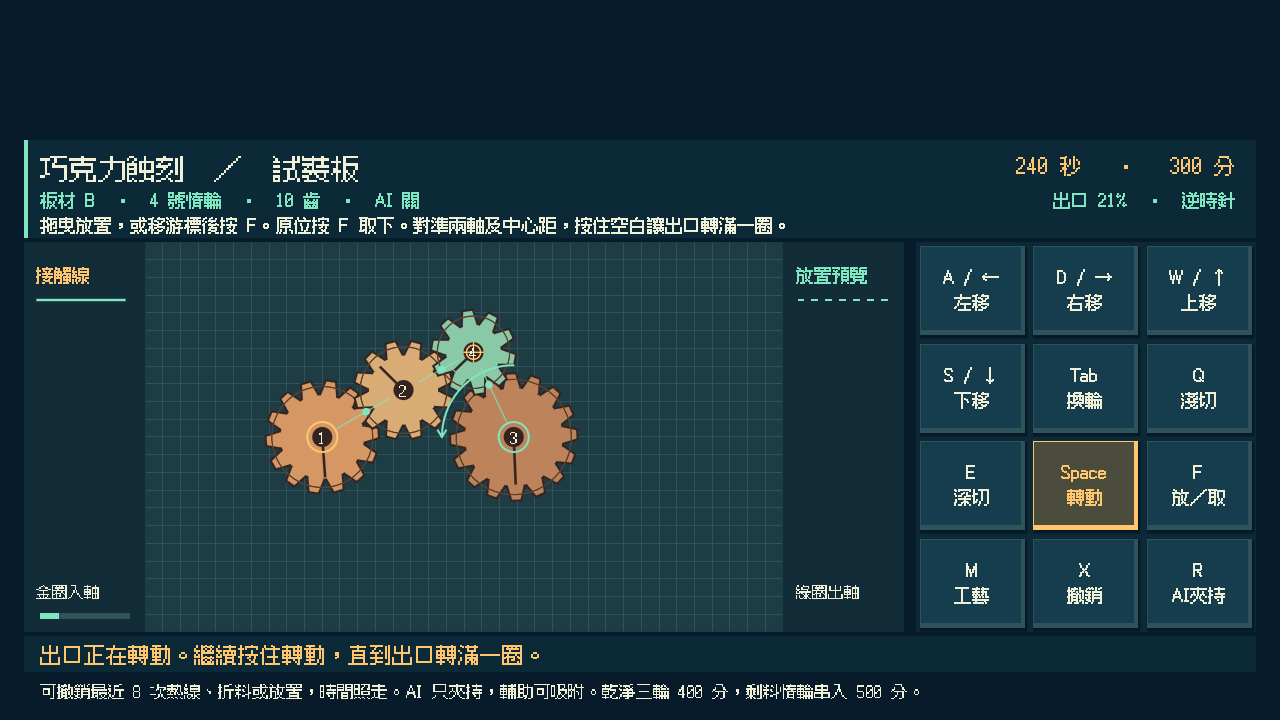 巧克力蝕刻 ／ 試裝板
240 秒 · 300 分
板材 B · 4 號惰輪 · 10 齒 · AI 關
出口 21% · 逆時針
拖曳放置，或移游標後按 F。原位按 F 取下。對準兩軸及中心距，按住空白讓出口轉滿一圈。
接觸線
放置預覽
1
2
3
4
金圈入軸
綠圈出軸
A / ←
左移
D / →
右移
W / ↑
上移
S / ↓
下移
Tab
換輪
Q
淺切
E
深切
Space
轉動
F
放／取
M
工藝
X
撤銷
R
AI夾持
出口正在轉動。繼續按住轉動，直到出口轉滿一圈。
可撤銷最近 8 次熱線、折料或放置，時間照走。AI 只夾持，輔助可吸附。乾淨三輪 400 分，剩料惰輪串入 500 分。